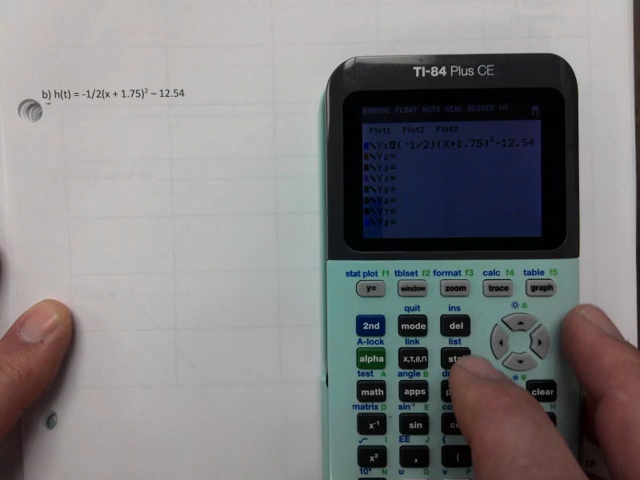 b) h(t) = -1/2(x + 1.75)² – 12.54
TI-84 Plus CE
NORMAL FLOAT AUTO REAL DEGREE MP
Plot1 Plot2 Plot3
\Y1=(-1/2)(X+1.75)²-12.54
\Y2=
\Y3=
\Y4=
\Y5=
\Y6=
\Y7=
\Y8=
stat plot f1 tblset f2 format f3 calc f4 table f5
y= window zoom trace graph
quit ins
2nd mode del
A-lock link list
alpha X,T,θ,n
test A angle B
math apps clear
matrix D sin⁻¹ E H
x⁻¹ sin
√ I EE J {
x² , (
10ˣ N u O v P
18